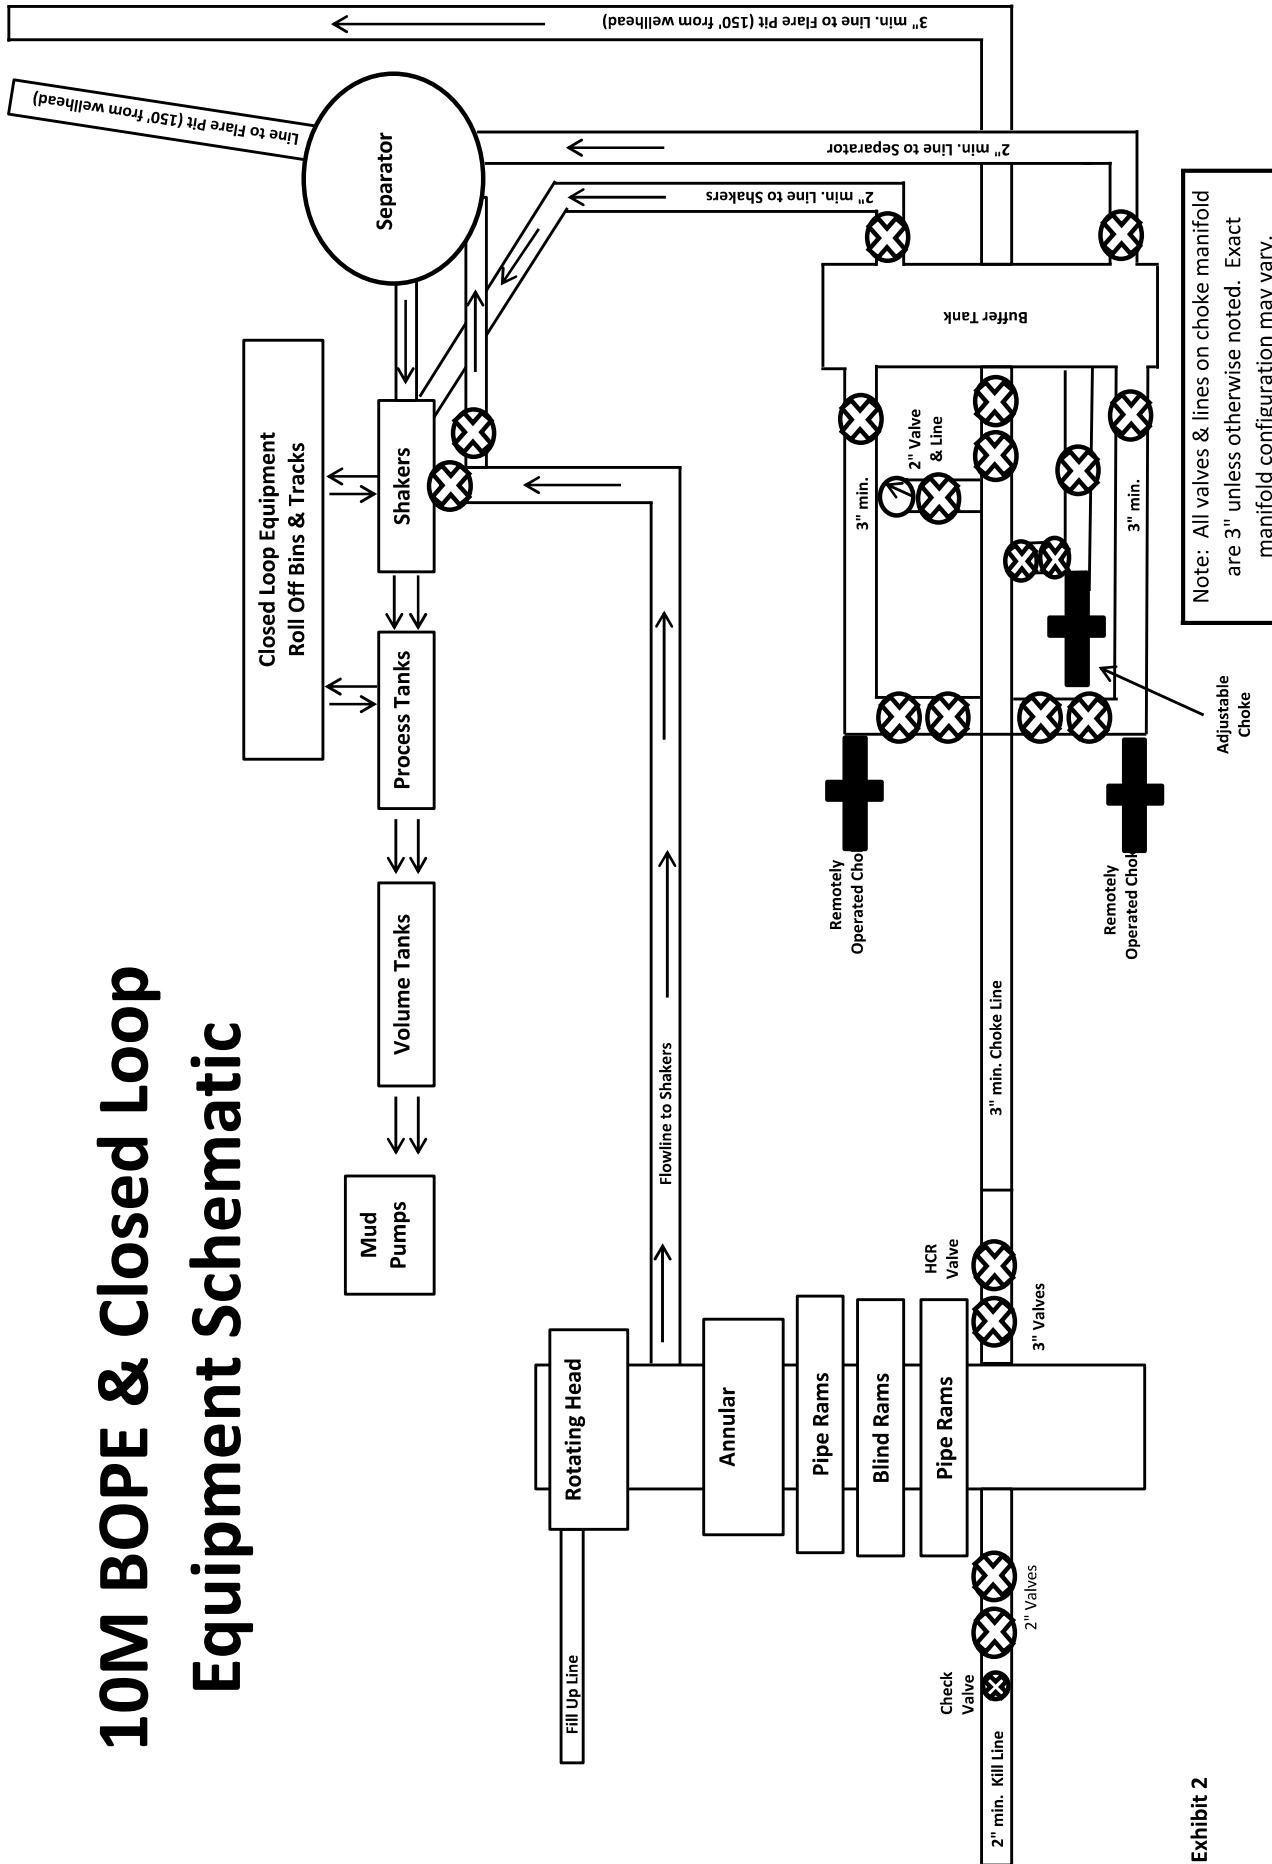 10M BOPE & Closed Loop
Equipment Schematic
3" min. Line to Flare Pit (150' from wellhead)
Line to Flare Pit (150' from wellhead)
Separator
2" min. Line to Separator
2" min. Line to Shakers
Closed Loop Equipment
Roll Off Bins & Tracks
Mud
Pumps
Volume Tanks
Process Tanks
Shakers
Fill Up Line
Rotating Head
Flowline to Shakers
Annular
Pipe Rams
Blind Rams
Pipe Rams
2" min. Kill Line
Check
Valve
2" Valves
3" Valves
HCR
Valve
3" min. Choke Line
Remotely
Operated Cho
Remotely
Operated Chok
Adjustable
Choke
3" min.
2" Valve
& Line
3" min.
Buffer Tank
Note: All valves & lines on choke manifold
are 3" unless otherwise noted. Exact
manifold configuration may vary.
Exhibit 2